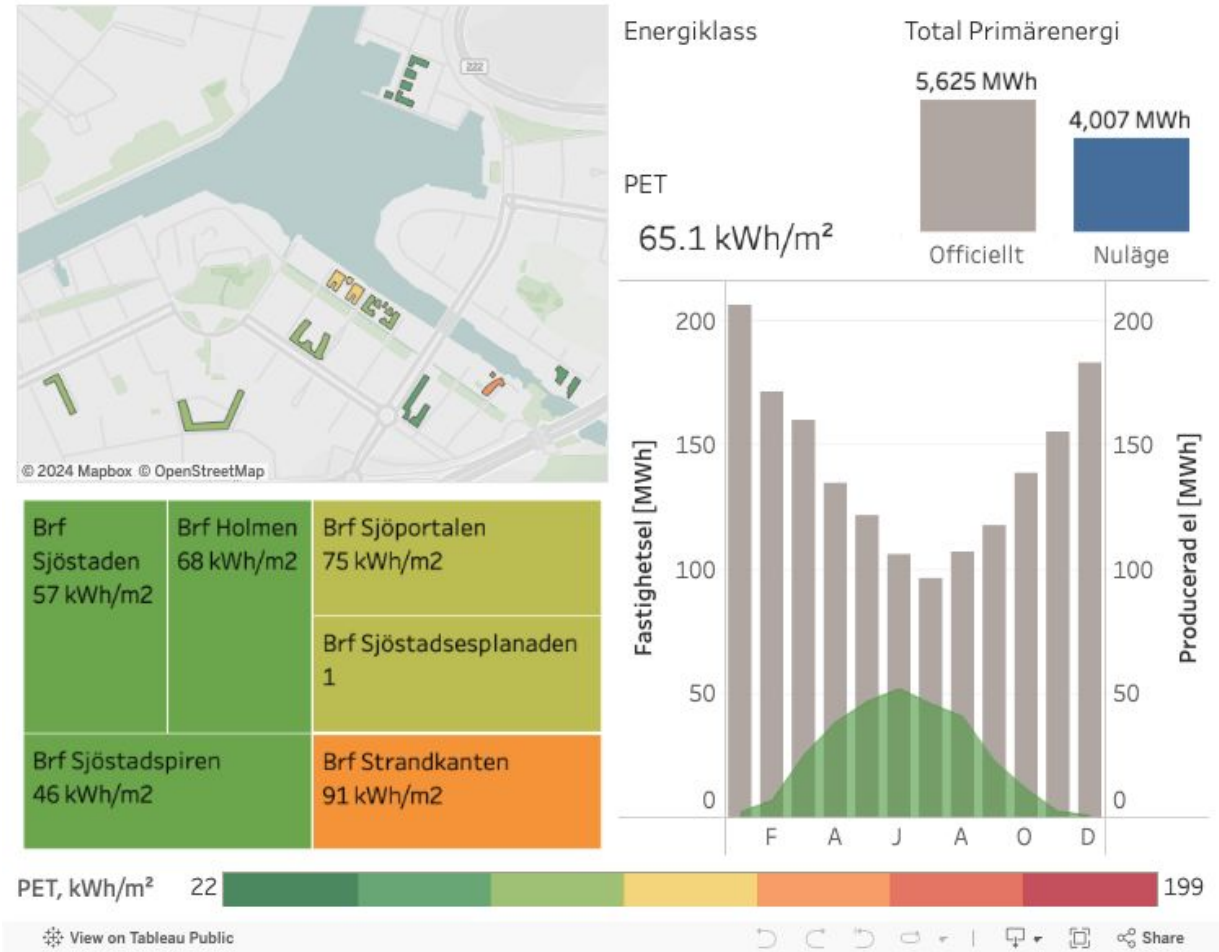 222
© 2024 Mapbox © OpenStreetMap
Energiklass
PET
65.1 kWh/m²
Total Primärenergi
5,625 MWh
4,007 MWh
Officiellt
Nuläge
Brf
Sjöstaden
57 kWh/m2
Brf Holmen
68 kWh/m2
Brf Sjöportalen
75 kWh/m2
Brf Sjöstadsesplanaden
1
Brf Sjöstadspiren
46 kWh/m2
Brf Strandkanten
91 kWh/m2
Fastighetsel [MWh]
200
150
100
50
0
200
150
100
50
0
Producerad el [MWh]
F A J A O D
PET, kWh/m² 22 199
View on Tableau Public
Share